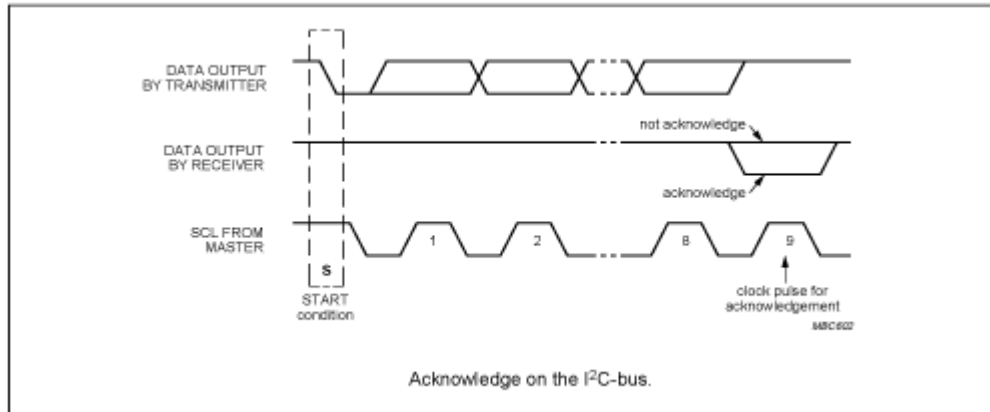 DATA OUTPUT
BY TRANSMITTER
not acknowledge
DATA OUTPUT
BY RECEIVER
acknowledge
SCL FROM
MASTER
1
2
8
9
S
START
condition
clock pulse for
acknowledgement
MBC602
Acknowledge on the I²C-bus.